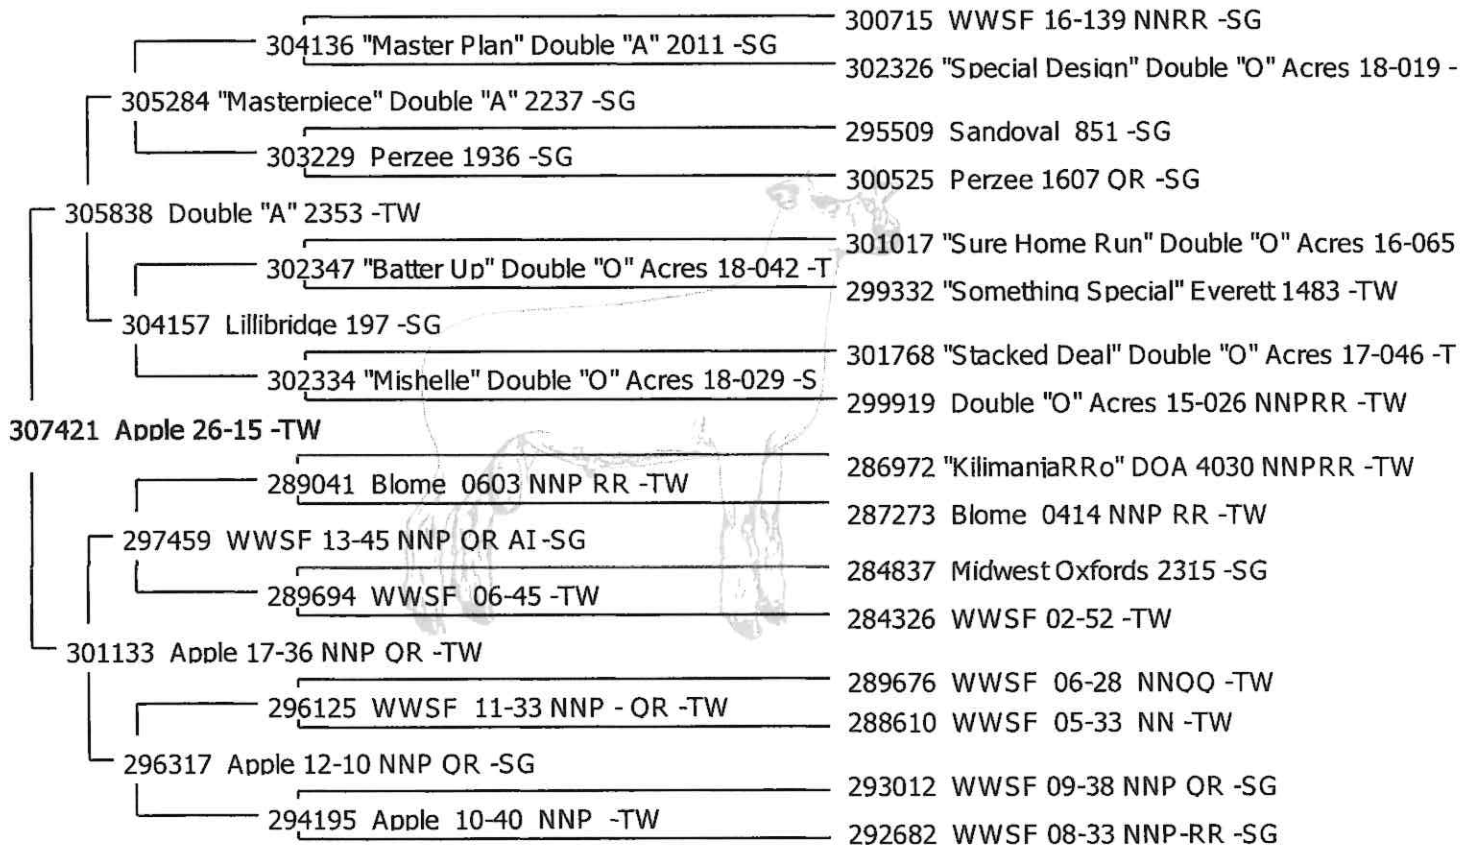 300715 WWSF 16-139 NNRR -SG
304136 "Master Plan" Double "A" 2011 -SG
302326 "Special Design" Double "O" Acres 18-019 -
305284 "Masterpiece" Double "A" 2237 -SG
295509 Sandoval 851 -SG
303229 Perzee 1936 -SG
300525 Perzee 1607 QR -SG
305838 Double "A" 2353 -TW
301017 "Sure Home Run" Double "O" Acres 16-065
302347 "Batter Up" Double "O" Acres 18-042 -T
299332 "Something Special" Everett 1483 -TW
304157 Lillibridge 197 -SG
301768 "Stacked Deal" Double "O" Acres 17-046 -T
302334 "Mishelle" Double "O" Acres 18-029 -S
299919 Double "O" Acres 15-026 NNPRR -TW
307421 Apple 26-15 -TW
286972 "KilimanjaRRo" DOA 4030 NNPRR -TW
289041 Blome 0603 NNP RR -TW
287273 Blome 0414 NNP RR -TW
297459 WWSF 13-45 NNP QR AI -SG
284837 Midwest Oxfords 2315 -SG
289694 WWSF 06-45 -TW
284326 WWSF 02-52 -TW
301133 Apple 17-36 NNP QR -TW
289676 WWSF 06-28 NNQQ -TW
296125 WWSF 11-33 NNP - QR -TW
288610 WWSF 05-33 NN -TW
296317 Apple 12-10 NNP QR -SG
293012 WWSF 09-38 NNP QR -SG
294195 Apple 10-40 NNP -TW
292682 WWSF 08-33 NNP-RR -SG